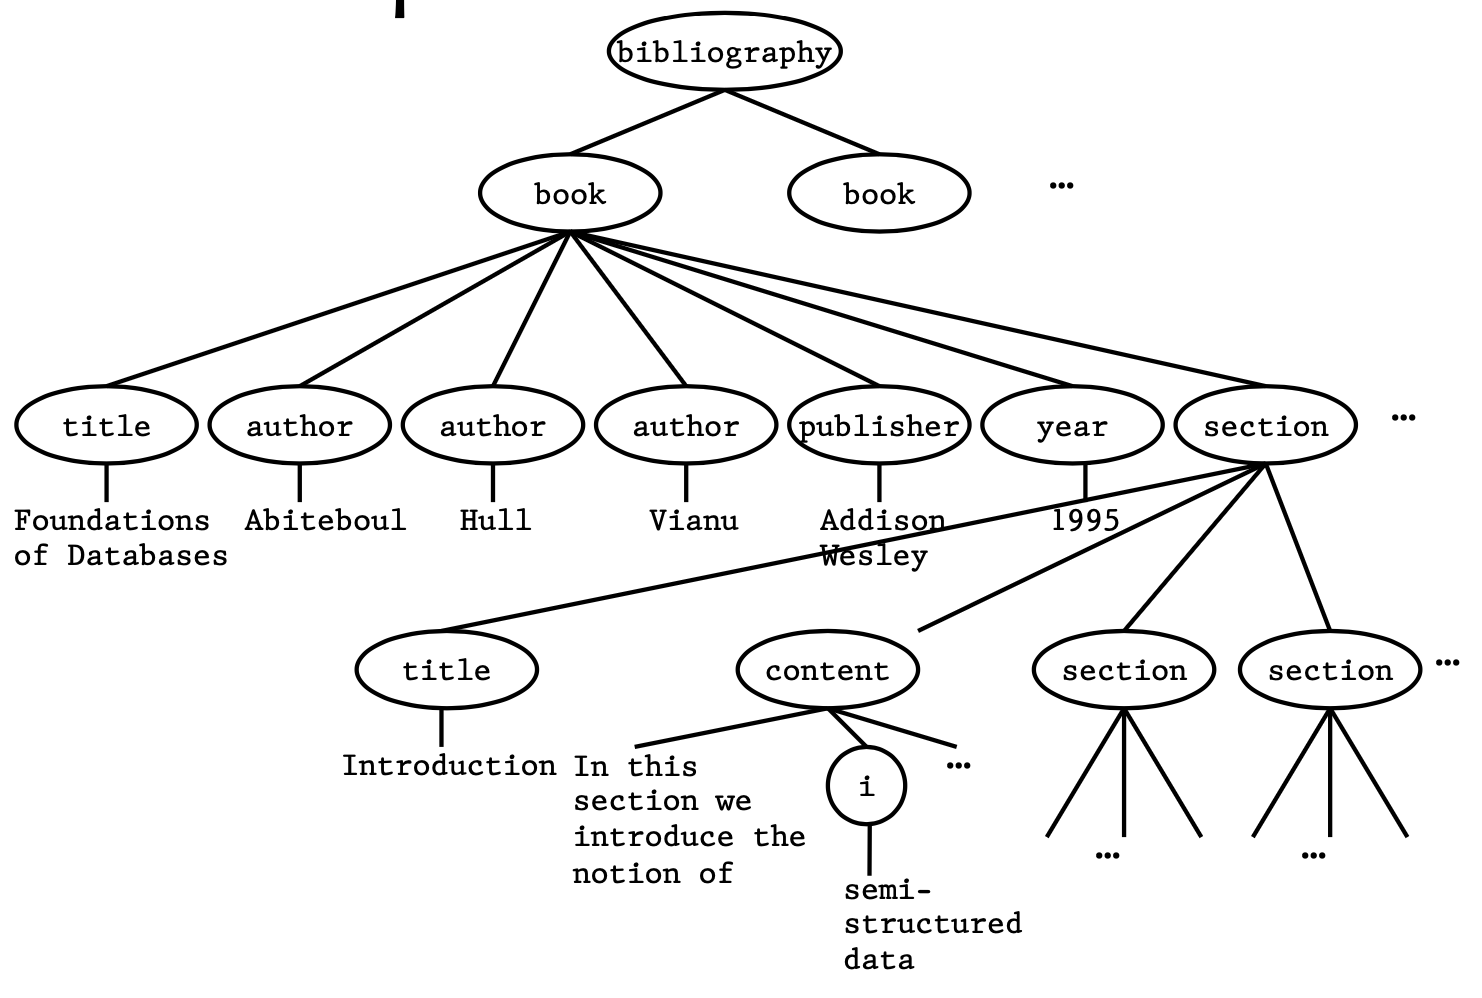 bibliography
book
book
...
title
author
author
author
publisher
year
section
...
Foundations
of Databases
Abiteboul
Hull
Vianu
Addison
Wesley
1995
title
content
section
section
...
Introduction
In this
section we
introduce the
notion of
i
...
semi-
structured
data
...
...